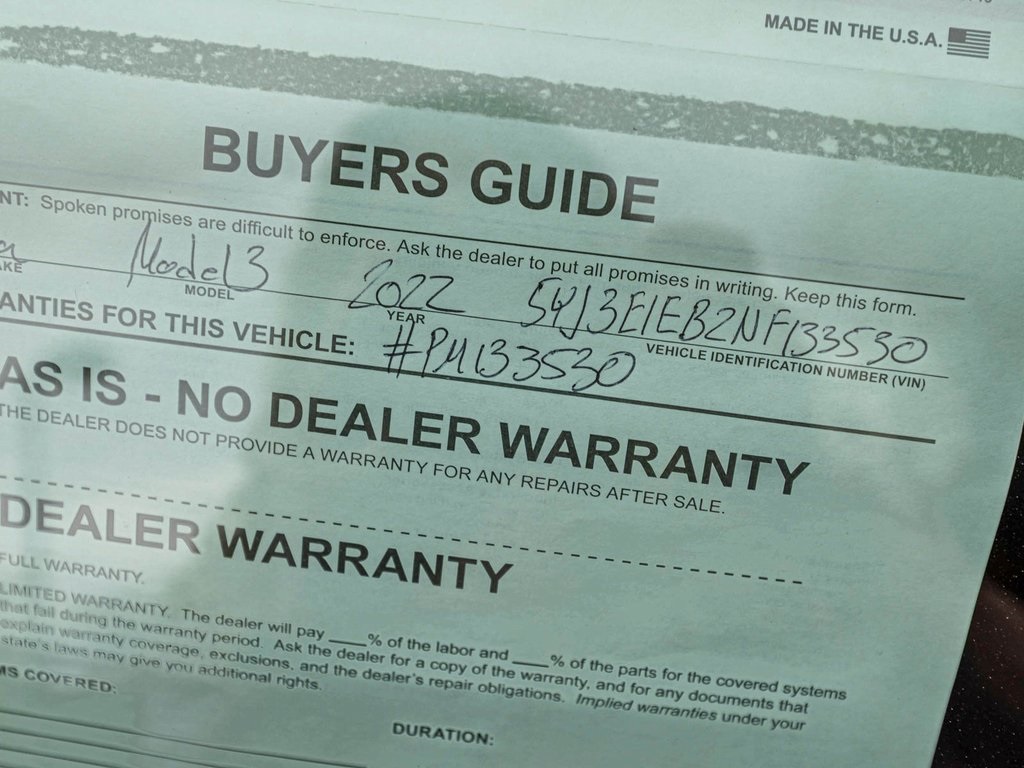 MADE IN THE U.S.A.
BUYERS GUIDE
NT: Spoken promises are difficult to enforce. Ask the dealer to put all promises in writing. Keep this form.
a Model 3 2022 5YJ3E1EB2NF133530
AKE MODEL YEAR VEHICLE IDENTIFICATION NUMBER (VIN)
ANTIES FOR THIS VEHICLE: #PM133530
AS IS - NO DEALER WARRANTY
THE DEALER DOES NOT PROVIDE A WARRANTY FOR ANY REPAIRS AFTER SALE.
DEALER WARRANTY
FULL WARRANTY.
LIMITED WARRANTY. The dealer will pay ____% of the labor and ____% of the parts for the covered systems
that fail during the warranty period. Ask the dealer for a copy of the warranty, and for any documents that
explain warranty coverage, exclusions, and the dealer's repair obligations. Implied warranties under your
state's laws may give you additional rights.
MS COVERED:
DURATION: